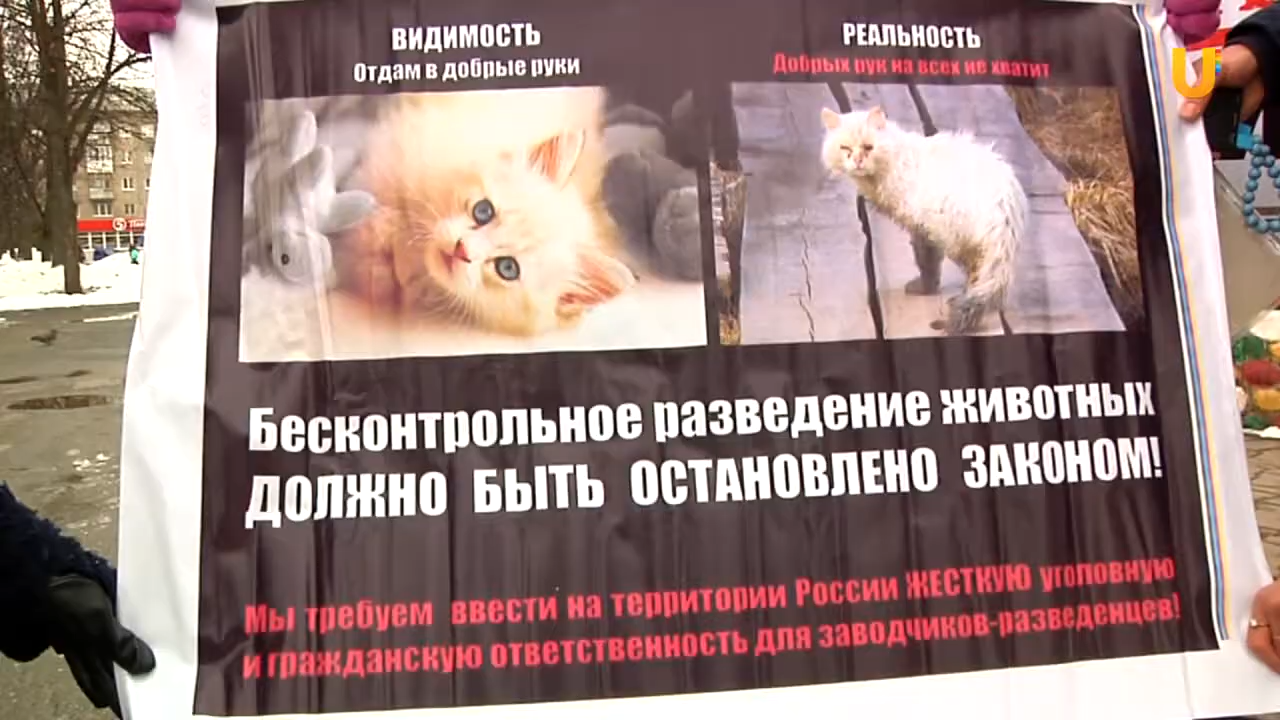 ВИДИМОСТЬ
Отдам в добрые руки
РЕАЛЬНОСТЬ
Добрых рук на всех не хватит
Бесконтрольное разведение животных
ДОЛЖНО БЫТЬ ОСТАНОВЛЕНО ЗАКОНОМ!
Мы требуем ввести на территории России ЖЕСТКУЮ уголовную
и гражданскую ответственность для заводчиков-разведенцев!
U